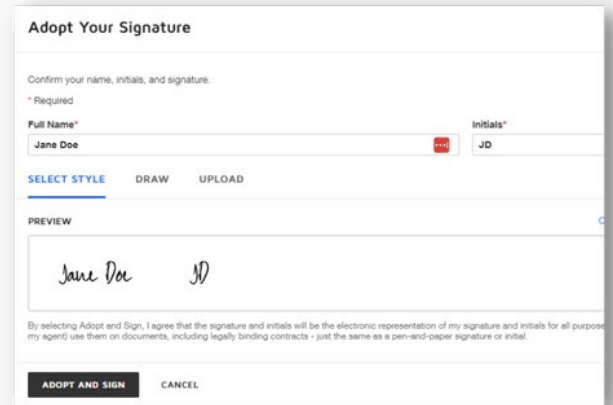 Adopt Your Signature
Confirm your name, initials, and signature.
* Required
Full Name* Initials*
Jane Doe JD
SELECT STYLE DRAW UPLOAD
PREVIEW
Jane Doe JD
By selecting Adopt and Sign, I agree that the signature and initials will be the electronic representation of my signature and initials for all purpose
my agent) use them on documents, including legally binding contracts - just the same as a pen-and-paper signature or initial.
ADOPT AND SIGN CANCEL